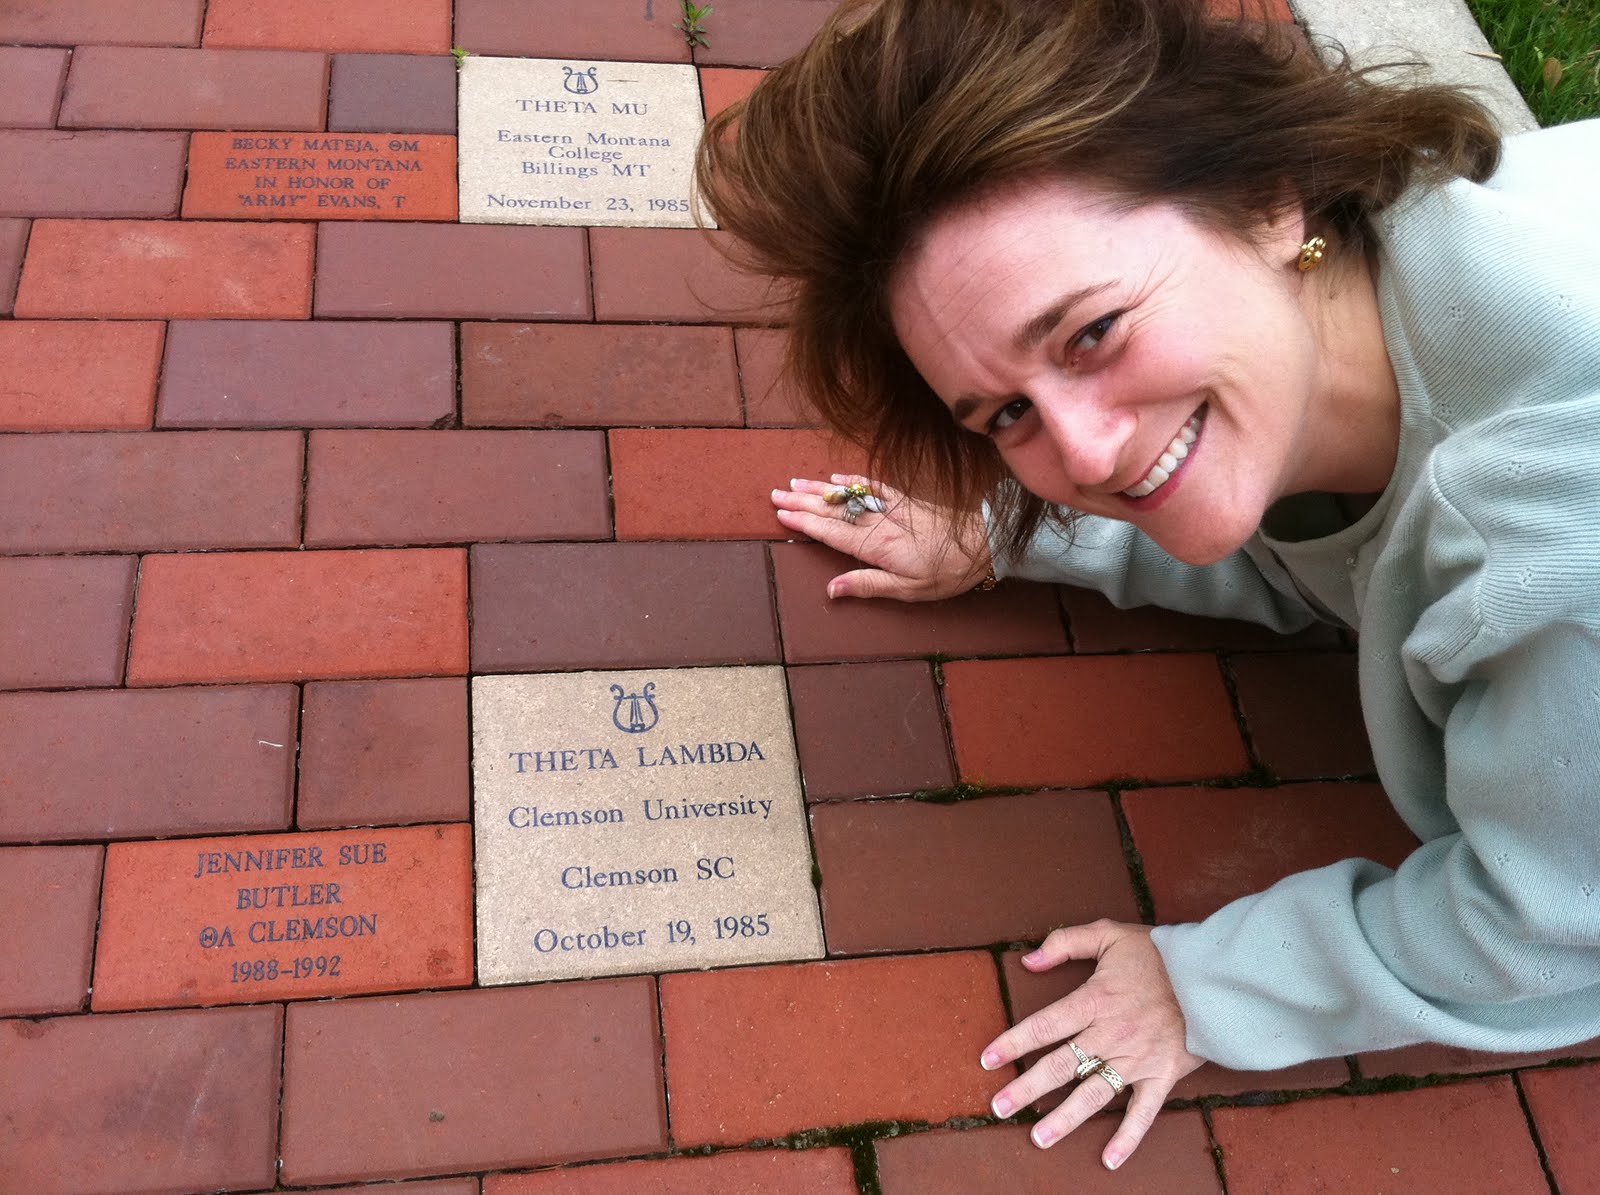 BECKY MATEJA, ΘM
EASTERN MONTANA
IN HONOR OF
"ARMY" EVANS, T
THETA MU
Eastern Montana
College
Billings MT
November 23, 1985
JENNIFER SUE
BUTLER
ΘΛ CLEMSON
1988-1992
THETA LAMBDA
Clemson University
Clemson SC
October 19, 1985